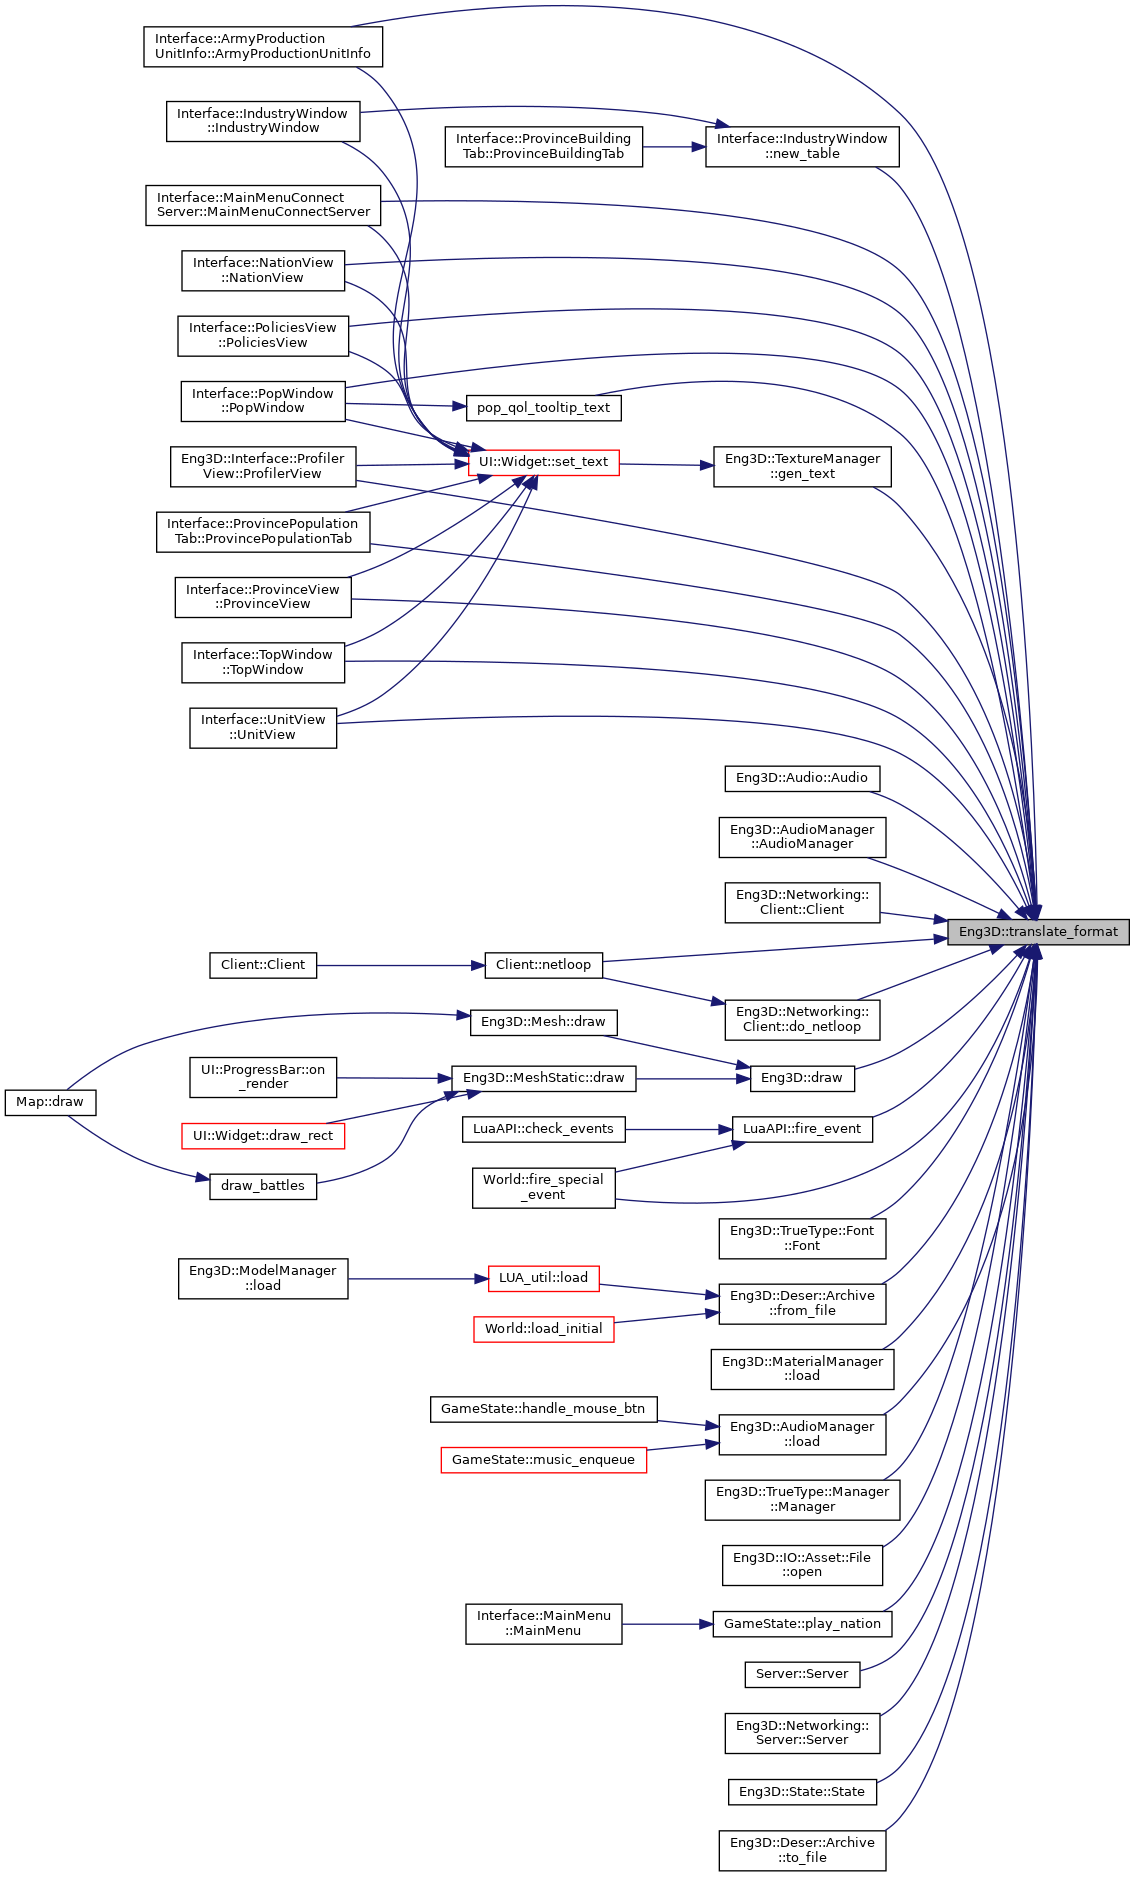 Interface::ArmyProduction
UnitInfo::ArmyProductionUnitInfo
Interface::IndustryWindow
::IndustryWindow
Interface::ProvinceBuilding
Tab::ProvinceBuildingTab
Interface::IndustryWindow
::new_table
Interface::MainMenuConnect
Server::MainMenuConnectServer
Interface::NationView
::NationView
Interface::PoliciesView
::PoliciesView
Interface::PopWindow
::PopWindow
pop_qol_tooltip_text
Eng3D::Interface::Profiler
View::ProfilerView
UI::Widget::set_text
Eng3D::TextureManager
::gen_text
Interface::ProvincePopulation
Tab::ProvincePopulationTab
Interface::ProvinceView
::ProvinceView
Interface::TopWindow
::TopWindow
Interface::UnitView
::UnitView
Eng3D::Audio::Audio
Eng3D::AudioManager
::AudioManager
Eng3D::Networking::
Client::Client
Eng3D::translate_format
Client::Client
Client::netloop
Eng3D::Networking::
Client::do_netloop
Eng3D::Mesh::draw
UI::ProgressBar::on
_render
Eng3D::MeshStatic::draw
Eng3D::draw
Map::draw
UI::Widget::draw_rect
LuaAPI::check_events
LuaAPI::fire_event
draw_battles
World::fire_special
_event
Eng3D::TrueType::Font
::Font
Eng3D::ModelManager
::load
LUA_util::load
Eng3D::Deser::Archive
::from_file
World::load_initial
Eng3D::MaterialManager
::load
GameState::handle_mouse_btn
Eng3D::AudioManager
::load
GameState::music_enqueue
Eng3D::TrueType::Manager
::Manager
Eng3D::IO::Asset::File
::open
Interface::MainMenu
::MainMenu
GameState::play_nation
Server::Server
Eng3D::Networking::
Server::Server
Eng3D::State::State
Eng3D::Deser::Archive
::to_file